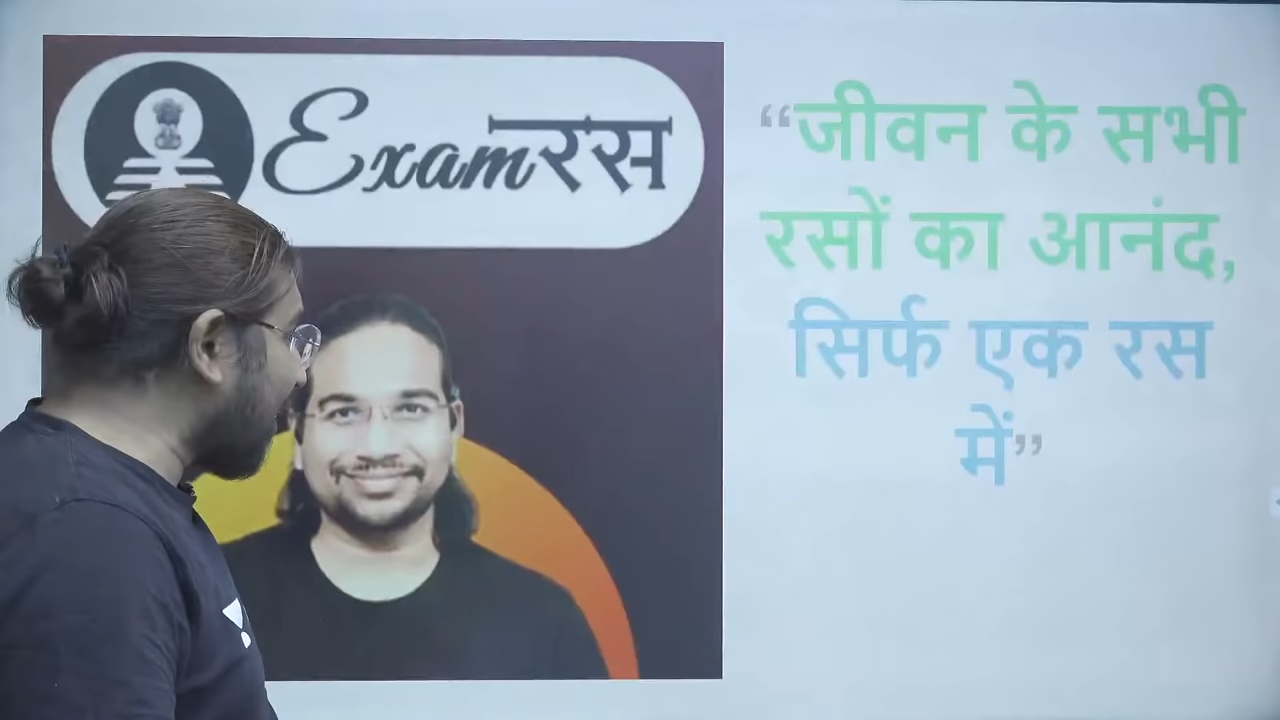 Examरस
“जीवन के सभी
रसों का आनंद,
सिर्फ एक रस
में”